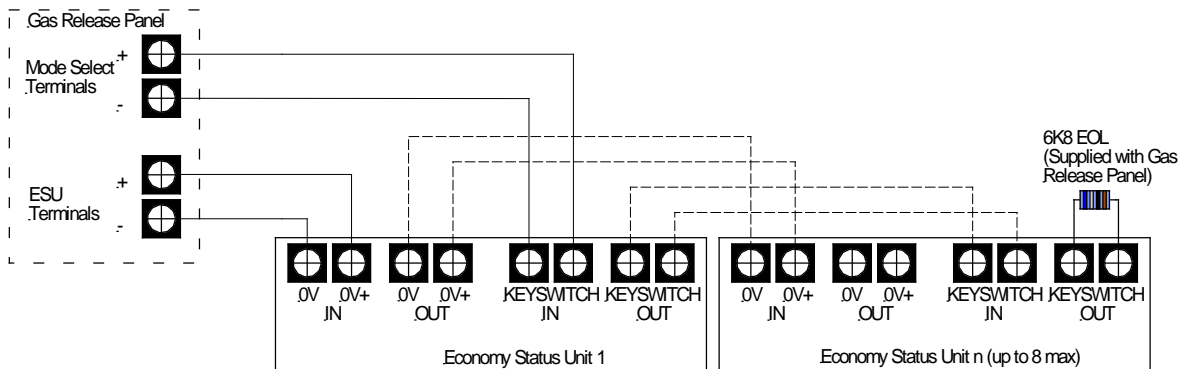 Gas Release Panel
Mode Select
Terminals
+
-
ESU
Terminals
+
-
6K8 EOL
(Supplied with Gas
Release Panel)
0V 0V+ 0V 0V+ KEYSWITCH KEYSWITCH
IN OUT IN OUT
Economy Status Unit 1
0V 0V+ 0V 0V+ KEYSWITCH KEYSWITCH
IN OUT IN OUT
Economy Status Unit n (up to 8 max)